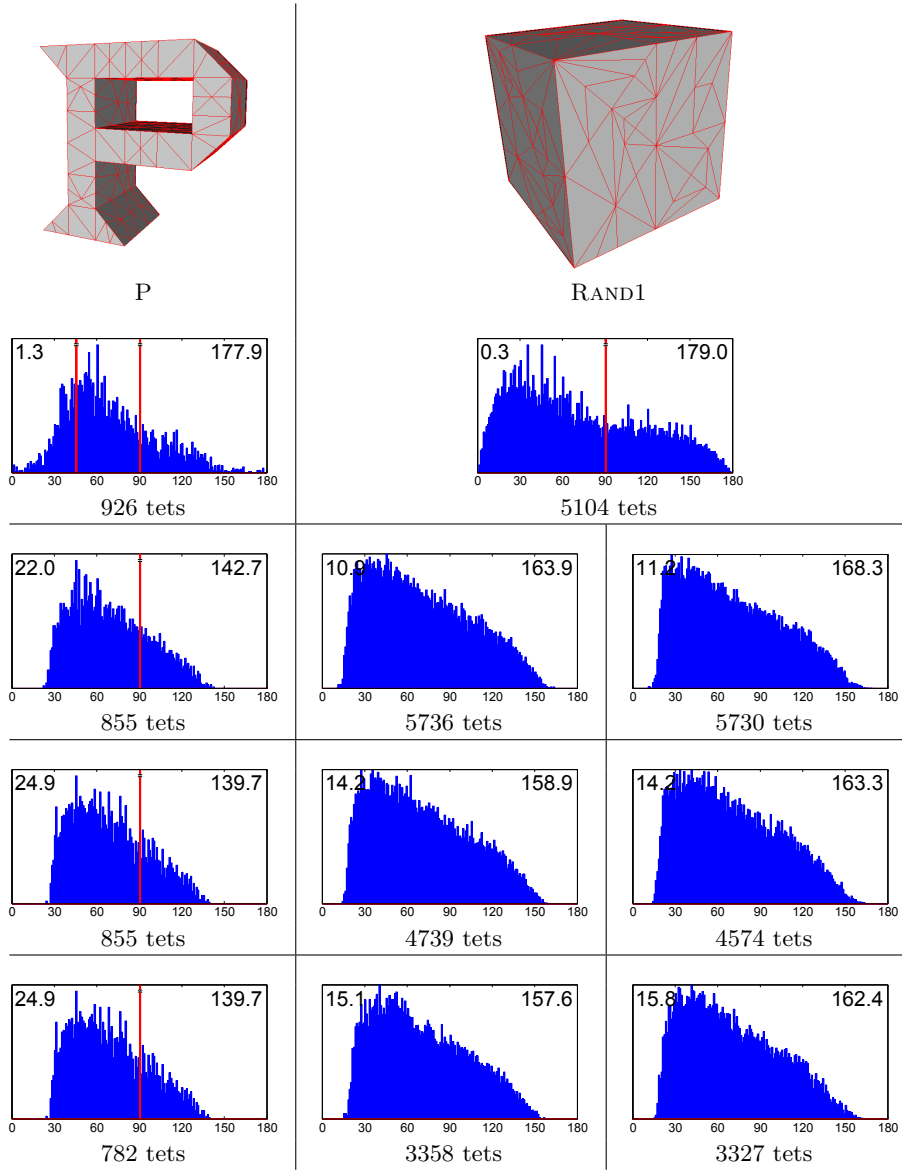 P RAND1
1.3 177.9 0.3 179.0
0 30 60 90 120 150 180 0 30 60 90 120 150 180
926 tets 5104 tets
22.0 142.7 10.9 163.9 11.2 168.3
0 30 60 90 120 150 180 0 30 60 90 120 150 180 0 30 60 90 120 150 180
855 tets 5736 tets 5730 tets
24.9 139.7 14.2 158.9 14.2 163.3
0 30 60 90 120 150 180 0 30 60 90 120 150 180 0 30 60 90 120 150 180
855 tets 4739 tets 4574 tets
24.9 139.7 15.1 157.6 15.8 162.4
0 30 60 90 120 150 180 0 30 60 90 120 150 180 0 30 60 90 120 150 180
782 tets 3358 tets 3327 tets